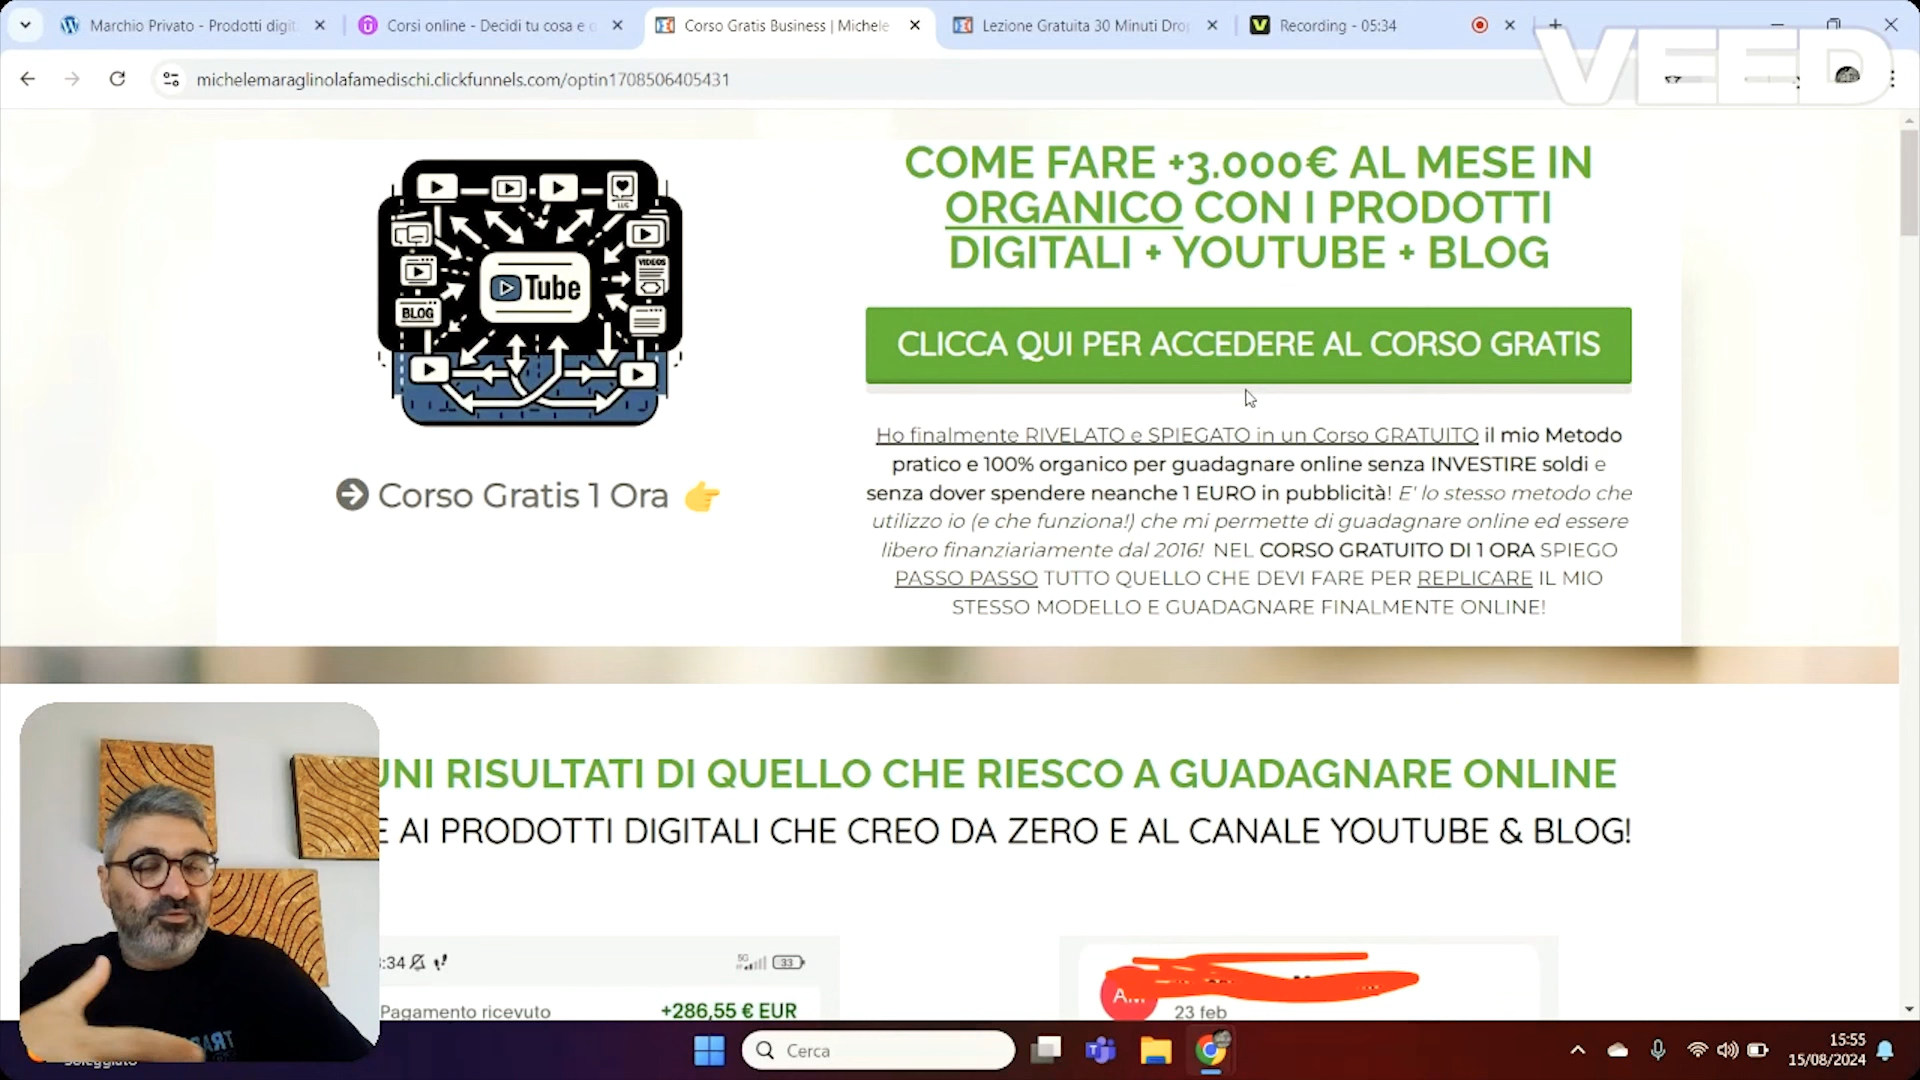 Marchio Privato - Prodotti digit
Corsi online - Decidi tu cosa e
Corso Gratis Business | Michele
Lezione Gratuita 30 Minuti Drop
Recording - 05:34
VEED
michelemaraglinolafamedischi.clickfunnels.com/optin1708506405431
COME FARE +3.000€ AL MESE IN
ORGANICO CON I PRODOTTI
DIGITALI + YOUTUBE + BLOG
Tube
BLOG
VIDEOS
CLICCA QUI PER ACCEDERE AL CORSO GRATIS
Corso Gratis 1 Ora
Ho finalmente RIVELATO e SPIEGATO in un Corso GRATUITO il mio Metodo
pratico e 100% organico per guadagnare online senza INVESTIRE soldi e
senza dover spendere neanche 1 EURO in pubblicità! E' lo stesso metodo che
utilizzo io (e che funziona!) che mi permette di guadagnare online ed essere
libero finanziariamente dal 2016! NEL CORSO GRATUITO DI 1 ORA SPIEGO
PASSO PASSO TUTTO QUELLO CHE DEVI FARE PER REPLICARE IL MIO
STESSO MODELLO E GUADAGNARE FINALMENTE ONLINE!
UNI RISULTATI DI QUELLO CHE RIESCO A GUADAGNARE ONLINE
E AI PRODOTTI DIGITALI CHE CREO DA ZERO E AL CANALE YOUTUBE & BLOG!
:34
5G
33
Pagamento ricevuto
+286,55 € EUR
23 feb
Soleggiato
Cerca
15:55
15/08/2024